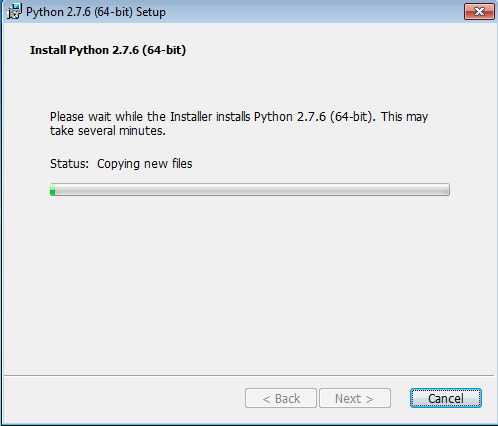 Python 2.7.6 (64-bit) Setup
Install Python 2.7.6 (64-bit)
Please wait while the Installer installs Python 2.7.6 (64-bit). This may
take several minutes.
Status: Copying new files
< Back Next > Cancel